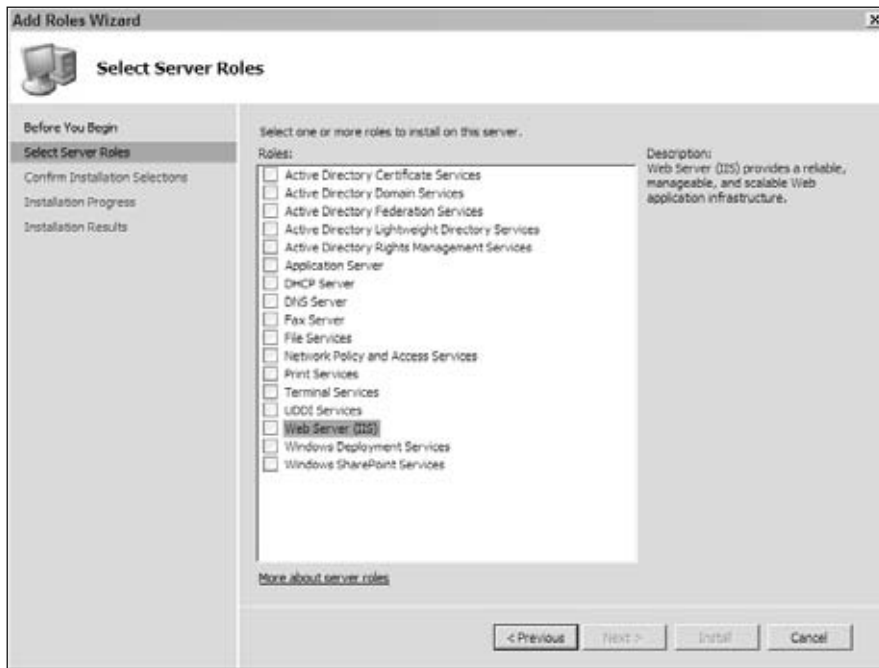 Add Roles Wizard
Select Server Roles
Before You Begin
Select Server Roles
Confirm Installation Selections
Installation Progress
Installation Results
Select one or more roles to install on this server.
Roles:
Active Directory Certificate Services
Active Directory Domain Services
Active Directory Federation Services
Active Directory Lightweight Directory Services
Active Directory Rights Management Services
Application Server
DHCP Server
DNS Server
Fax Server
File Services
Network Policy and Access Services
Print Services
Terminal Services
UDDI Services
Web Server (IIS)
Windows Deployment Services
Windows SharePoint Services
More about server roles
Description:
Web Server (IIS) provides a reliable,
manageable, and scalable Web
application infrastructure.
< Previous
Next >
Install
Cancel